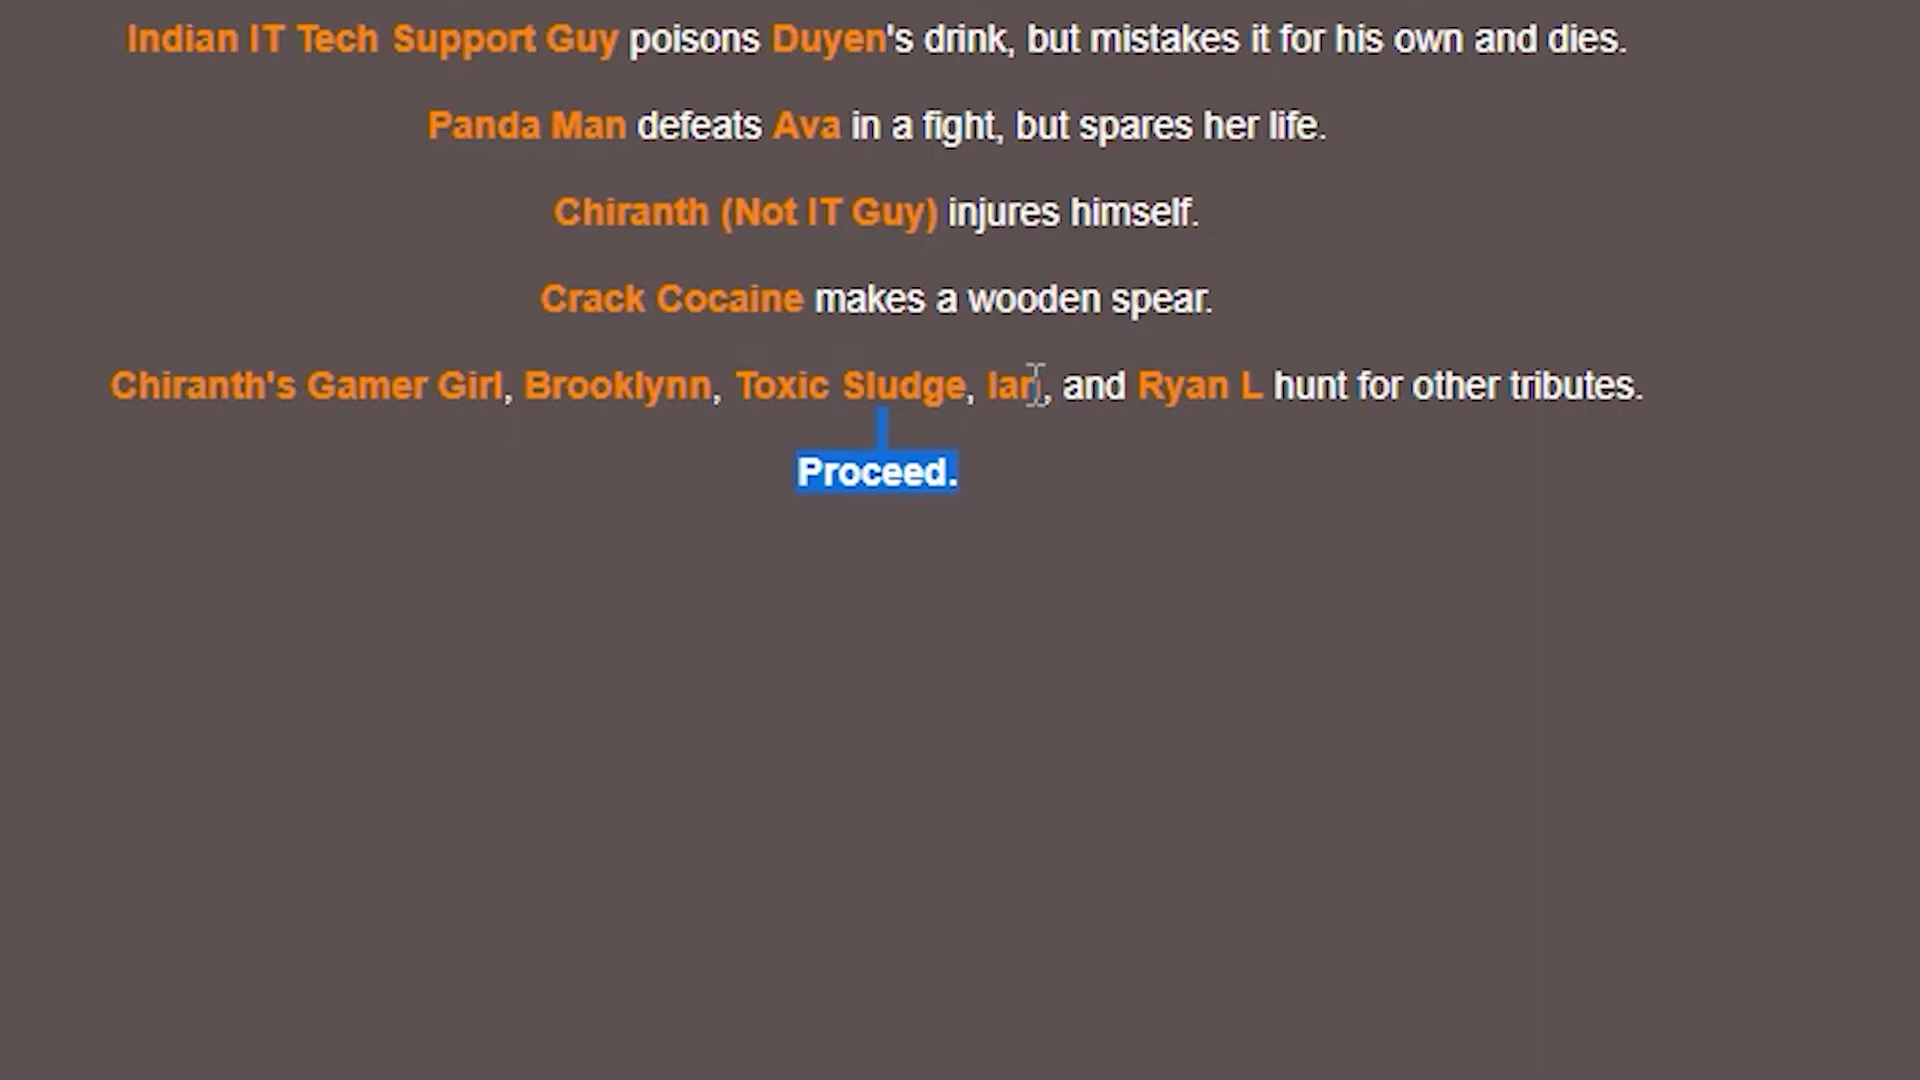 Indian IT Tech Support Guy poisons Duyen's drink, but mistakes it for his own and dies.
Panda Man defeats Ava in a fight, but spares her life.
Chiranth (Not IT Guy) injures himself.
Crack Cocaine makes a wooden spear.
Chiranth's Gamer Girl, Brooklynn, Toxic Sludge, Ian, and Ryan L hunt for other tributes.
Proceed.